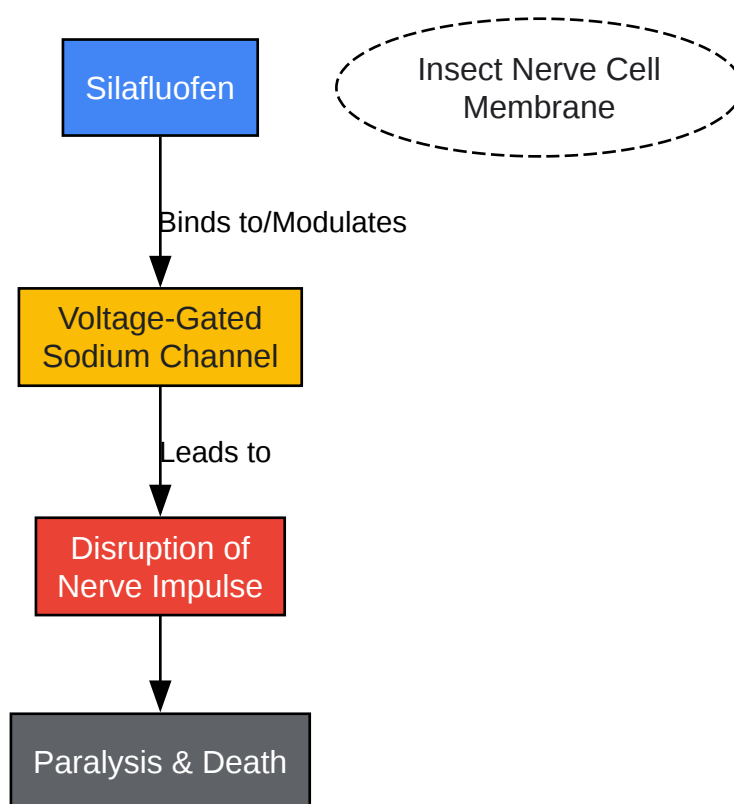 Silafluofen
Insect Nerve Cell
Membrane
Binds to/Modulates
Voltage-Gated
Sodium Channel
Leads to
Disruption of
Nerve Impulse
Paralysis & Death